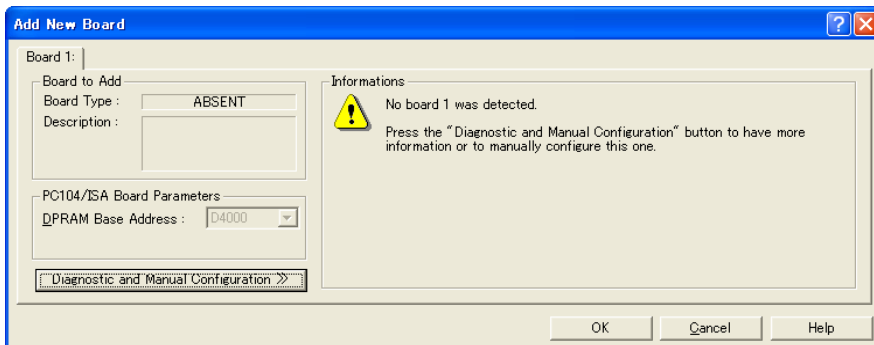 Add New Board
Board 1:
Board to Add
Board Type :
ABSENT
Description :
PC104/ISA Board Parameters
DPRAM Base Address :
D4000
Diagnostic and Manual Configuration >>
Informations
No board 1 was detected.
Press the "Diagnostic and Manual Configuration" button to have more
information or to manually configure this one.
OK
Cancel
Help